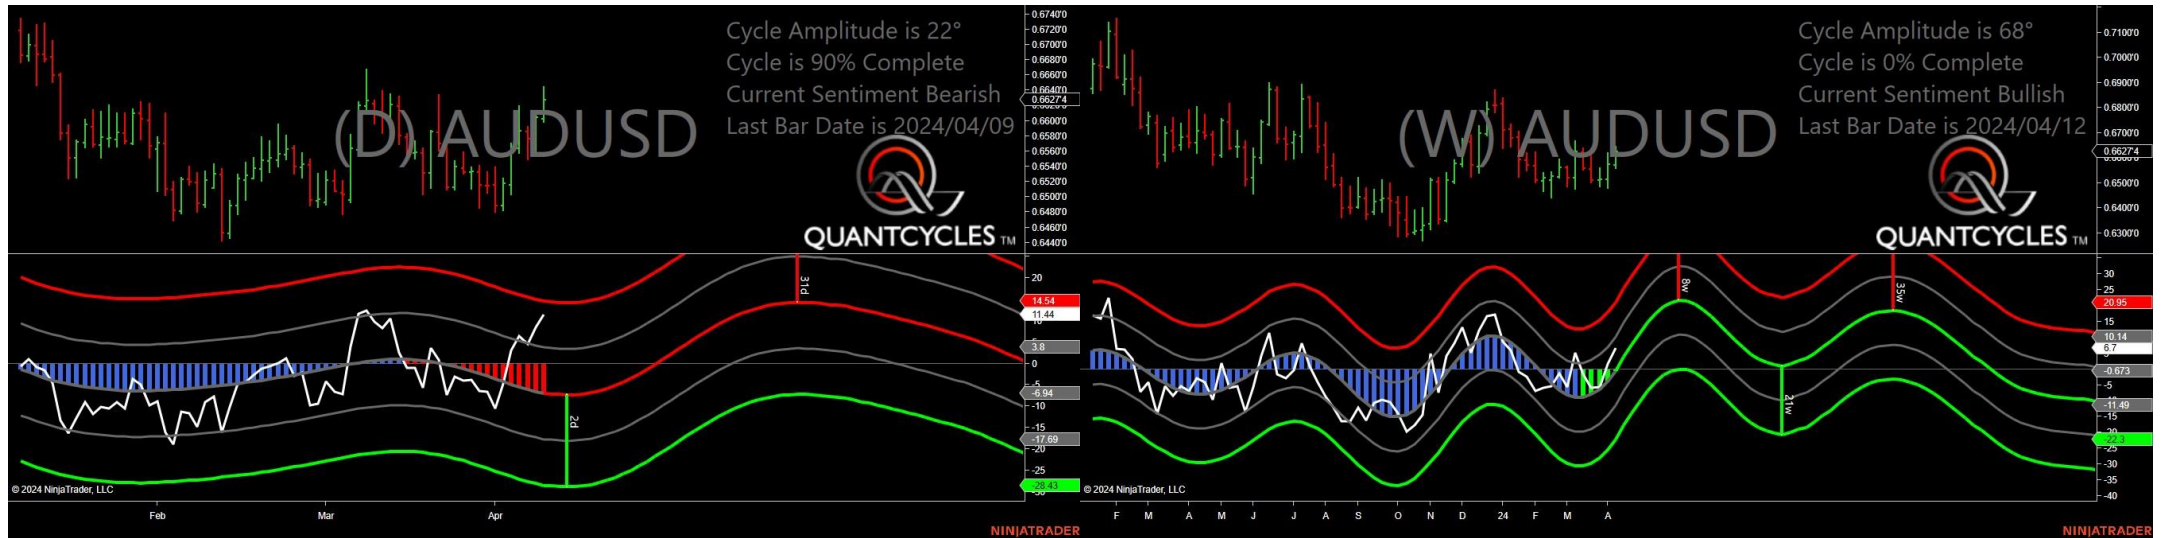 Cycle Amplitude is 22°
Cycle is 90% Complete
Current Sentiment Bearish
Last Bar Date is 2024/04/09
(D) AUDUSD
QUANTCYCLES TM
0.6740'0
0.6720'0
0.6700'0
0.6680'0
0.6660'0
0.6640'0
0.6627'4
0.6600'0
0.6580'0
0.6560'0
0.6540'0
0.6520'0
0.6500'0
0.6480'0
0.6460'0
0.6440'0
31d
2d
20
14.54
11.44
3.8
0
-6.94
-10
-15
-17.69
-20
-25
-28.43
© 2024 NinjaTrader, LLC
Feb
Mar
Apr
NINJATRADER
Cycle Amplitude is 68°
Cycle is 0% Complete
Current Sentiment Bullish
Last Bar Date is 2024/04/12
(W) AUDUSD
QUANTCYCLES TM
0.7100'0
0.7000'0
0.6900'0
0.6800'0
0.6700'0
0.6627'4
0.6500'0
0.6400'0
0.6300'0
8w
21w
35w
30
25
20.95
15
10.14
6.7
-0.673
-5
-11.49
-15
-22.3
-30
-35
-40
© 2024 NinjaTrader, LLC
F M A M J J A S O N D 24 F M A
NINJATRADER